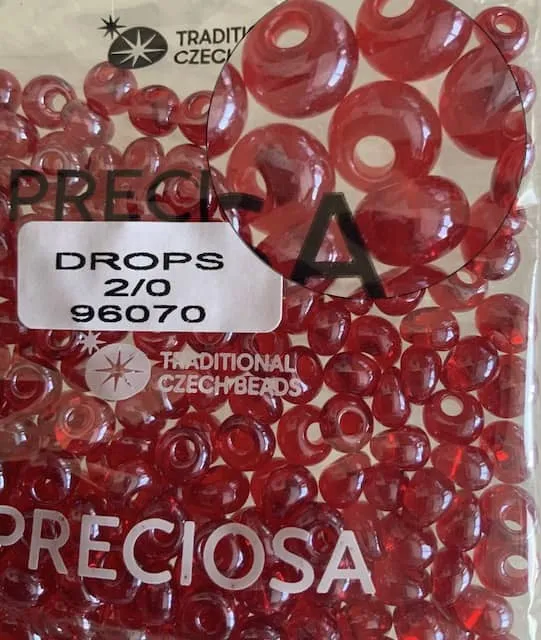 TRADITI
CZECH
PRECI
A
DROPS
2/0
96070
TRADITIONAL
CZECH BEADS
PRECIOSA